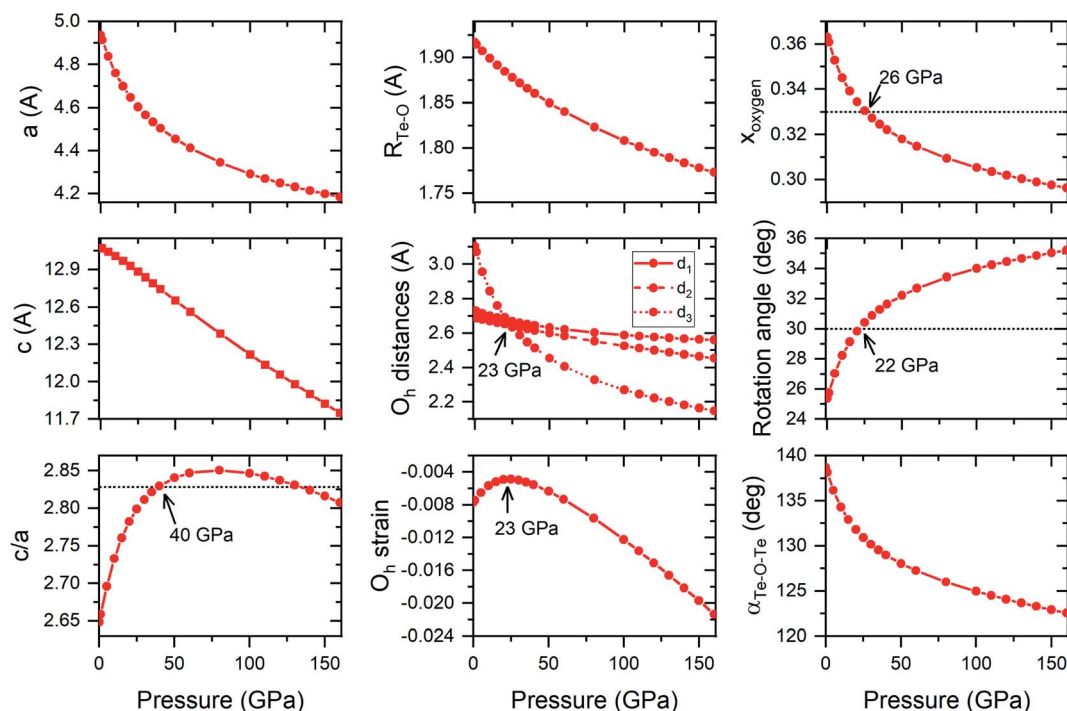 5.0
4.8
4.6
4.4
4.2
a (A)
1.90
1.85
1.80
1.75
R_Te-O (A)
0.36
0.33
0.30
x_oxygen
26 GPa
12.9
12.6
12.3
12.0
11.7
c (A)
3.0
2.8
2.6
2.4
2.2
O_h distances (A)
d_1
d_2
d_3
23 GPa
36
34
32
30
28
26
24
Rotation angle (deg)
22 GPa
2.85
2.80
2.75
2.70
2.65
c/a
40 GPa
0
50
100
150
Pressure (GPa)
-0.004
-0.008
-0.012
-0.016
-0.020
-0.024
O_h strain
23 GPa
0
50
100
150
Pressure (GPa)
140
135
130
125
120
α_Te-O-Te (deg)
0
50
100
150
Pressure (GPa)